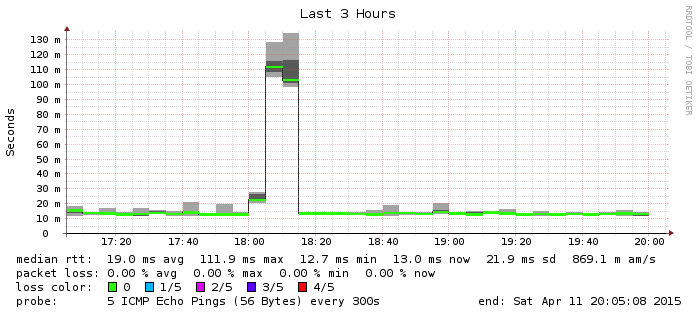 Last 3 Hours
RRDTOOL / TOBI OETIKER
Seconds
130 m
120 m
110 m
100 m
90 m
80 m
70 m
60 m
50 m
40 m
30 m
20 m
10 m
0
17:20 17:40 18:00 18:20 18:40 19:00 19:20 19:40 20:00
median rtt: 19.0 ms avg 111.9 ms max 12.7 ms min 13.0 ms now 21.9 ms sd 869.1 m am/s
packet loss: 0.00 % avg 0.00 % max 0.00 % min 0.00 % now
loss color: 0 1/5 2/5 3/5 4/5
probe: 5 ICMP Echo Pings (56 Bytes) every 300s end: Sat Apr 11 20:05:08 2015